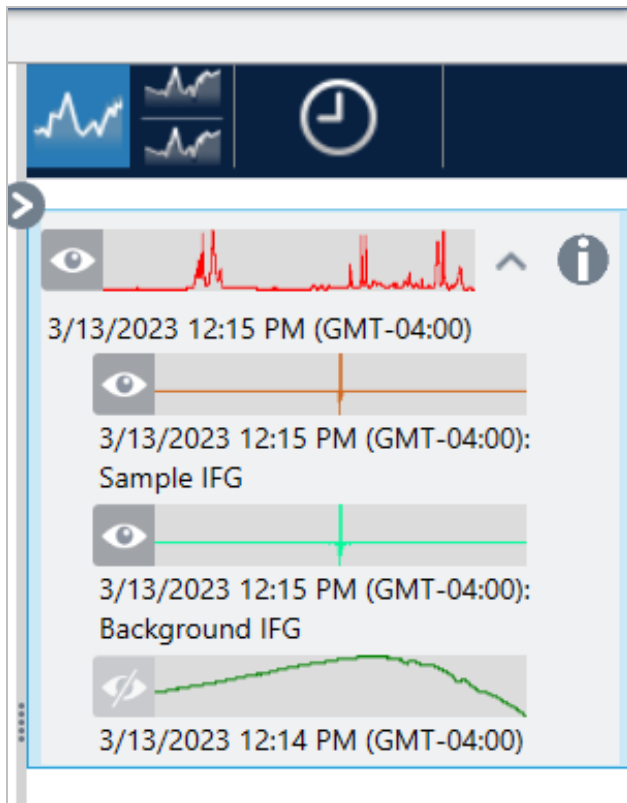 3/13/2023 12:15 PM (GMT-04:00)
3/13/2023 12:15 PM (GMT-04:00):
Sample IFG
3/13/2023 12:15 PM (GMT-04:00):
Background IFG
3/13/2023 12:14 PM (GMT-04:00)